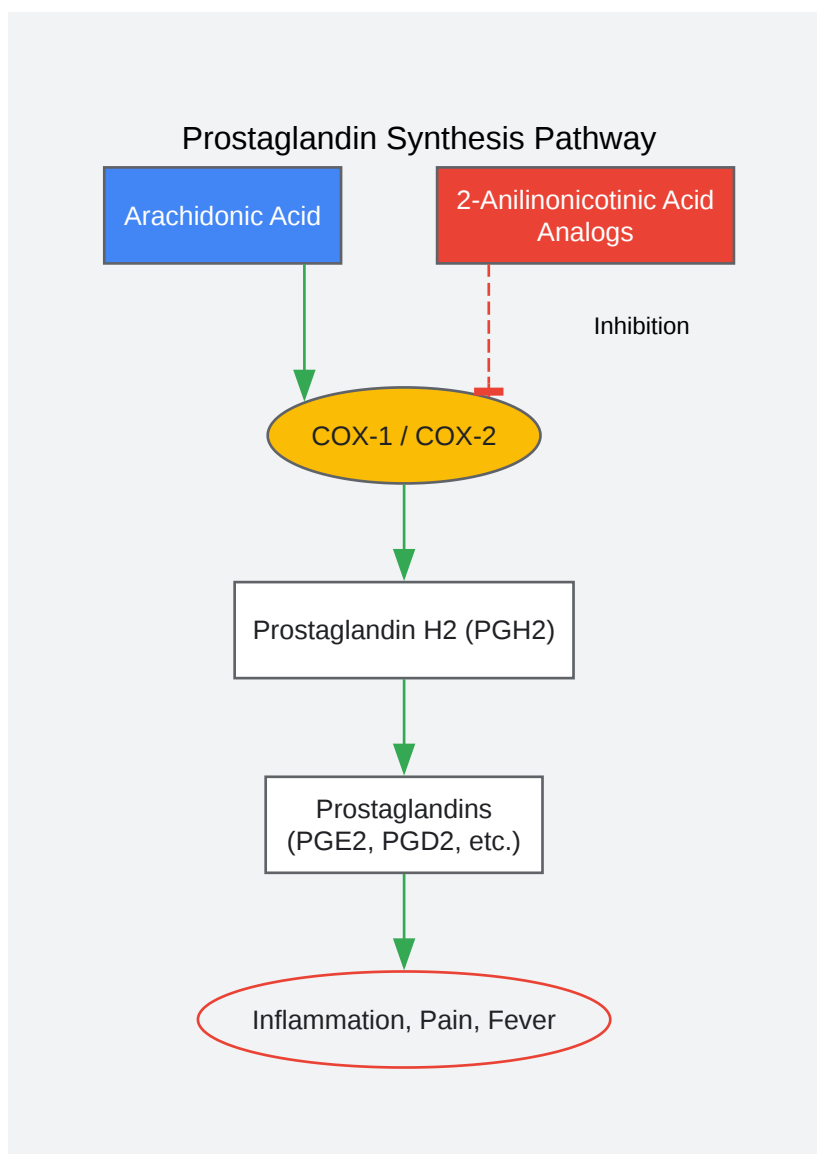 Prostaglandin Synthesis Pathway
Arachidonic Acid
2-Anilinonicotinic Acid
Analogs
Inhibition
COX-1 / COX-2
Prostaglandin H2 (PGH2)
Prostaglandins
(PGE2, PGD2, etc.)
Inflammation, Pain, Fever